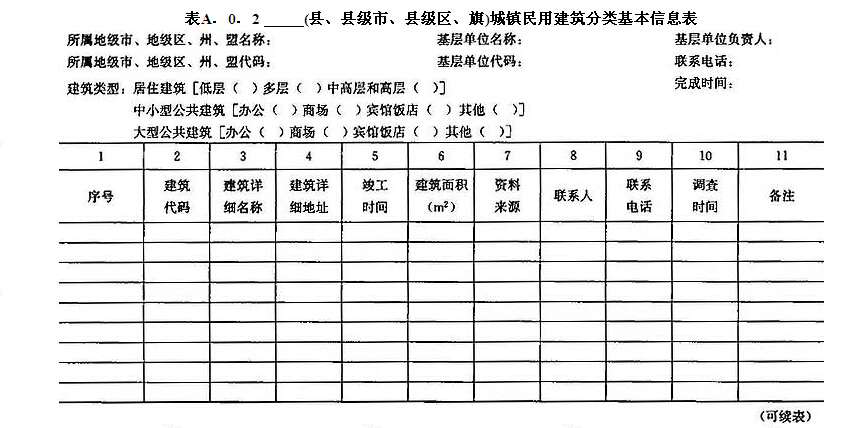 表A．0．2 _____(县、县级市、县级区、旗)城镇民用建筑分类基本信息表
所属地级市、地级区、州、盟名称： 基层单位名称： 基层单位负责人：
所属地级市、地级区、州、盟代码： 基层单位代码： 联系电话：
建筑类型：居住建筑［低层（ ）多层（ ）中高层和高层（ ）］ 完成时间：
中小型公共建筑［办公（ ）商场（ ）宾馆饭店（ ）其他（ ）］
大型公共建筑［办公（ ）商场（ ）宾馆饭店（ ）其他（ ）］
1 2 3 4 5 6 7 8 9 10 11
序号 建筑代码 建筑详细名称 建筑详细地址 竣工时间 建筑面积（m²） 资料来源 联系人 联系电话 调查时间 备注
（可续表）